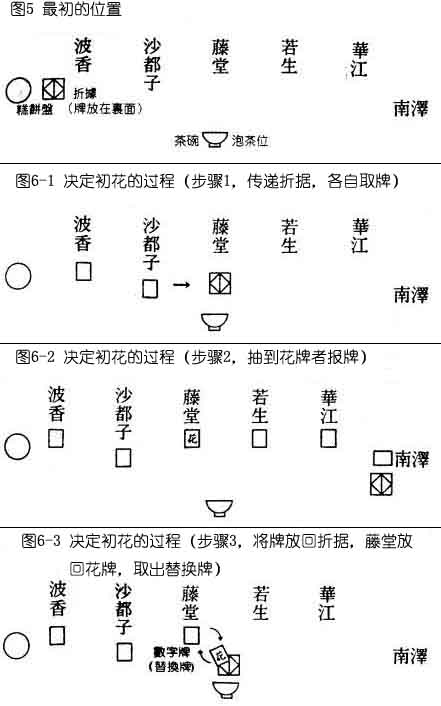 图5 最初的位置
波香 沙都子 藤堂 若生 華江
折據
糕餅盤 (牌放在裏面)
南澤
茶碗 泡茶位
图6-1 决定初花的过程(步骤1,传递折据,各自取牌)
波香 沙都子 藤堂 若生 華江
→
南澤
图6-2 决定初花的过程(步骤2,抽到花牌者报牌)
波香 沙都子 藤堂 若生 華江
花
南澤
图6-3 决定初花的过程(步骤3,将牌放回折据,藤堂放
回花牌,取出替换牌)
波香 沙都子 藤堂 若生 華江
數字牌
(替換牌)
花
南澤